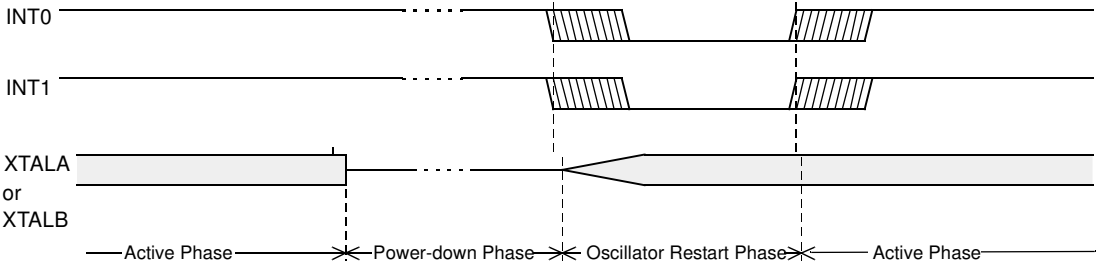 INT0
INT1
XTALA
or
XTALB
Active Phase Power-down Phase Oscillator Restart Phase Active Phase